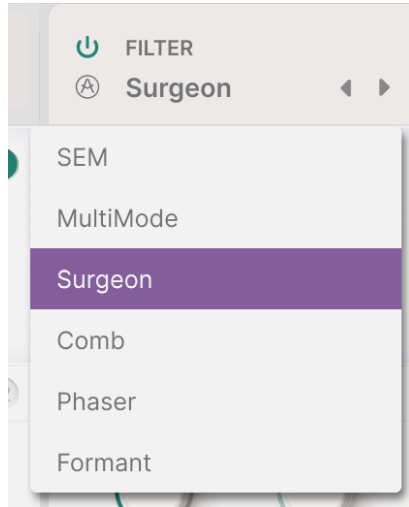 FILTER
Surgeon
SEM
MultiMode
Surgeon
Comb
Phaser
Formant